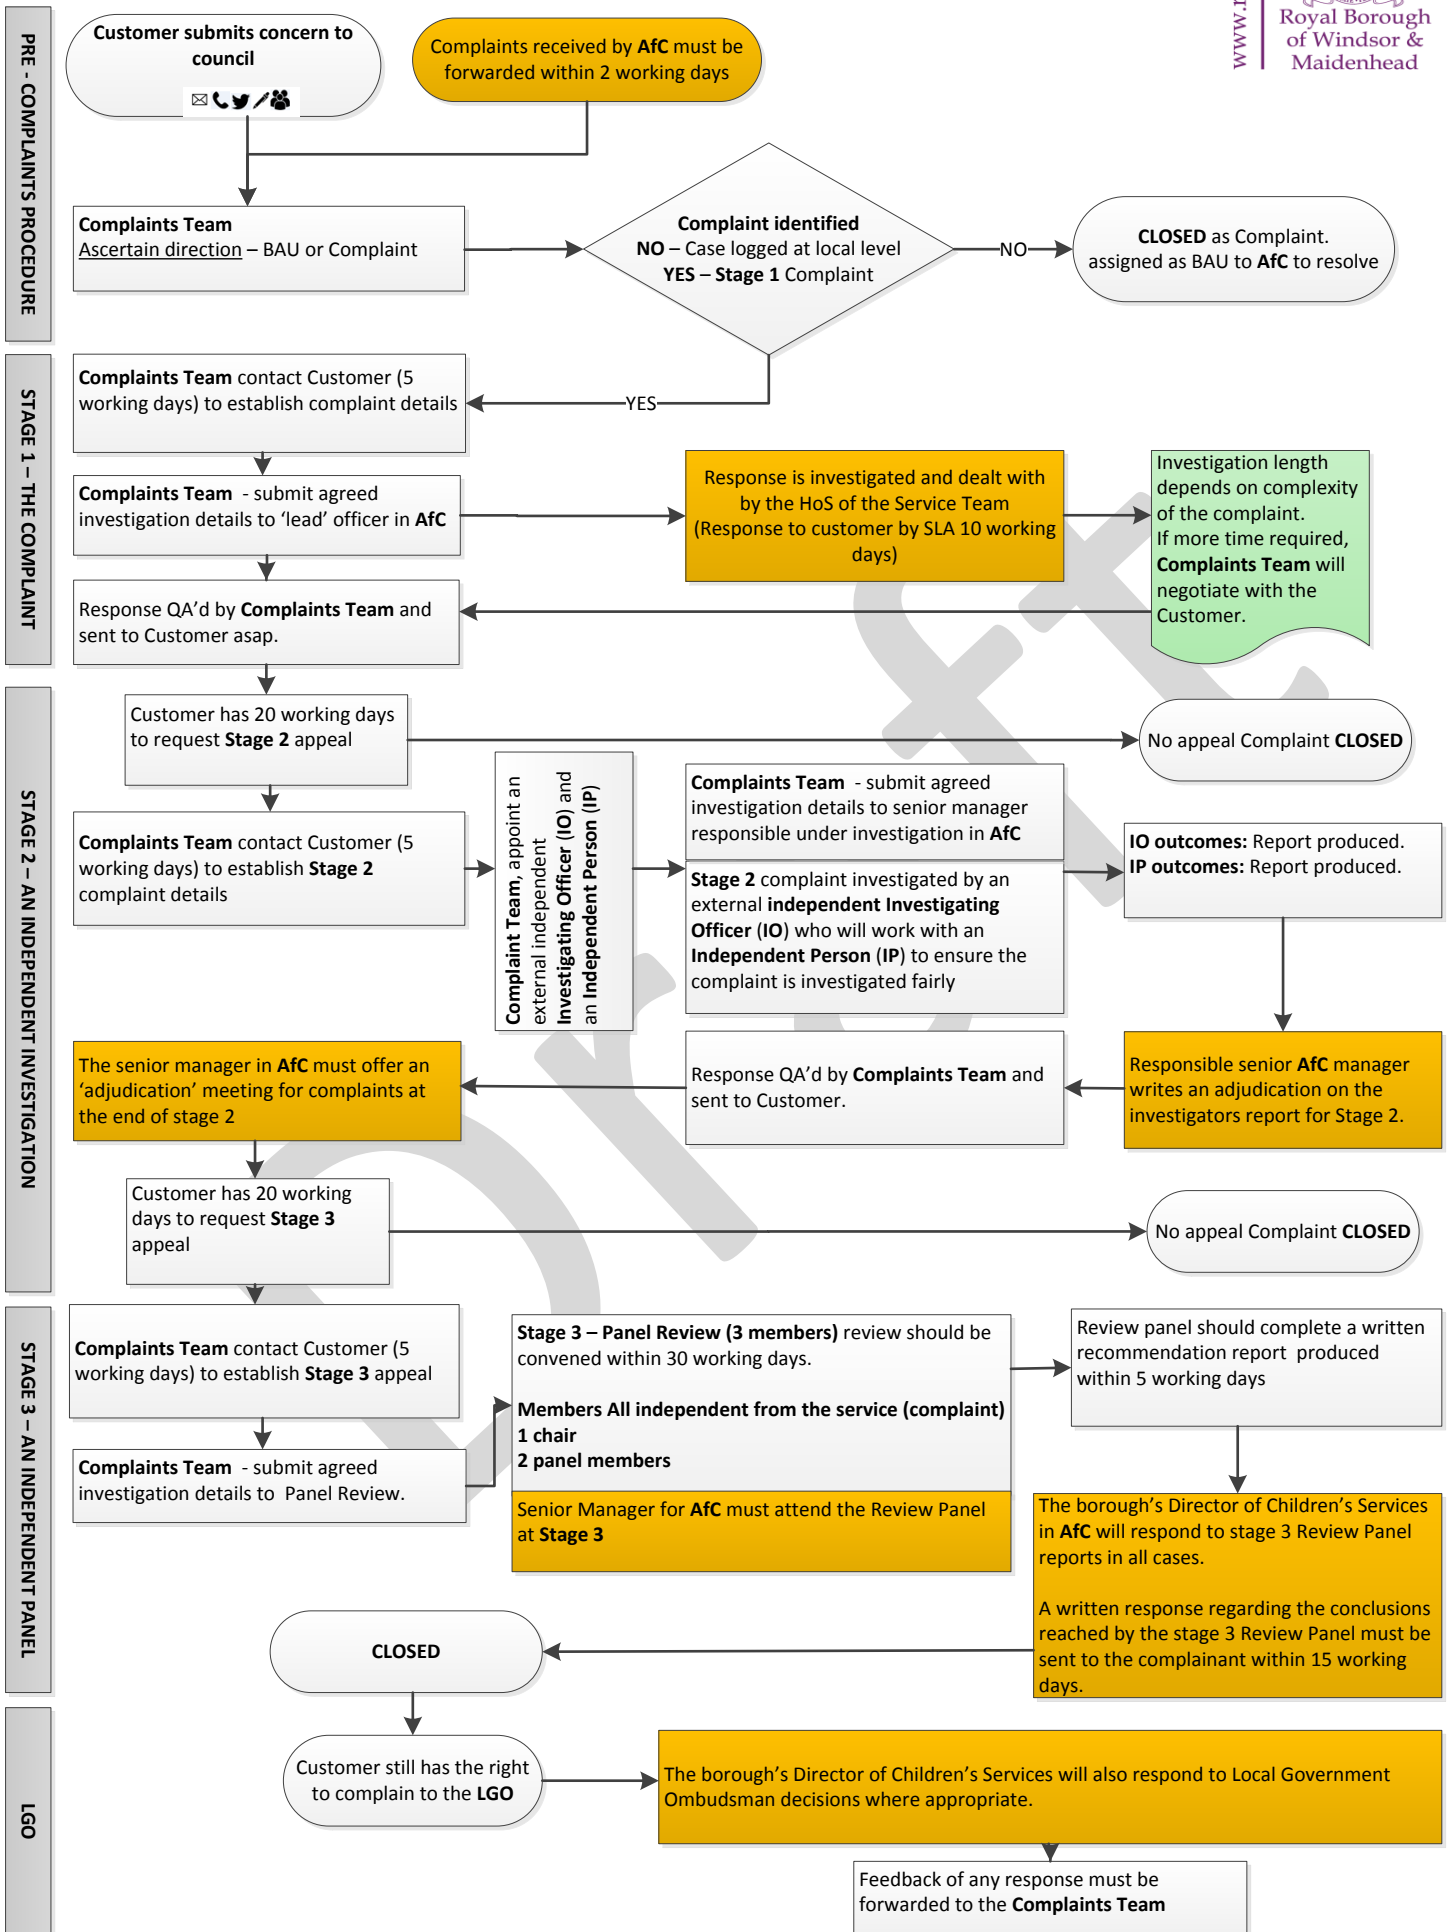 PRE - COMPLAINTS PROCEDURE
Customer submits concern to
council
Complaints received by AfC must be
forwarded within 2 working days
www.r
Royal Borough
of Windsor &
Maidenhead
Complaints Team
Ascertain direction – BAU or Complaint
Complaint identified
NO – Case logged at local level
YES – Stage 1 Complaint
NO
CLOSED as Complaint.
assigned as BAU to AfC to resolve
YES
STAGE 1 – THE COMPLAINT
Complaints Team contact Customer (5
working days) to establish complaint details
Complaints Team - submit agreed
investigation details to ‘lead’ officer in AfC
Response is investigated and dealt with
by the HoS of the Service Team
(Response to customer by SLA 10 working
days)
Investigation length
depends on complexity
of the complaint.
If more time required,
Complaints Team will
negotiate with the
Customer.
Response QA’d by Complaints Team and
sent to Customer asap.
STAGE 2 – AN INDEPENDENT INVESTIGATION
Customer has 20 working days
to request Stage 2 appeal
No appeal Complaint CLOSED
Complaints Team contact Customer (5
working days) to establish Stage 2
complaint details
Complaint Team, appoint an
external independent
Investigating Officer (IO) and
an Independent Person (IP)
Complaints Team - submit agreed
investigation details to senior manager
responsible under investigation in AfC
Stage 2 complaint investigated by an
external independent Investigating
Officer (IO) who will work with an
Independent Person (IP) to ensure the
complaint is investigated fairly
IO outcomes: Report produced.
IP outcomes: Report produced.
Responsible senior AfC manager
writes an adjudication on the
investigators report for Stage 2.
Response QA’d by Complaints Team and
sent to Customer.
The senior manager in AfC must offer an
‘adjudication’ meeting for complaints at
the end of stage 2
Customer has 20 working
days to request Stage 3
appeal
No appeal Complaint CLOSED
STAGE 3 – AN INDEPENDENT PANEL
Complaints Team contact Customer (5
working days) to establish Stage 3 appeal
Complaints Team - submit agreed
investigation details to Panel Review.
Stage 3 – Panel Review (3 members) review should be
convened within 30 working days.
Members All independent from the service (complaint)
1 chair
2 panel members
Senior Manager for AfC must attend the Review Panel
at Stage 3
Review panel should complete a written
recommendation report produced
within 5 working days
The borough’s Director of Children’s Services
in AfC will respond to stage 3 Review Panel
reports in all cases.
A written response regarding the conclusions
reached by the stage 3 Review Panel must be
sent to the complainant within 15 working
days.
CLOSED
LGO
Customer still has the right
to complain to the LGO
The borough’s Director of Children’s Services will also respond to Local Government
Ombudsman decisions where appropriate.
Feedback of any response must be
forwarded to the Complaints Team
Draft